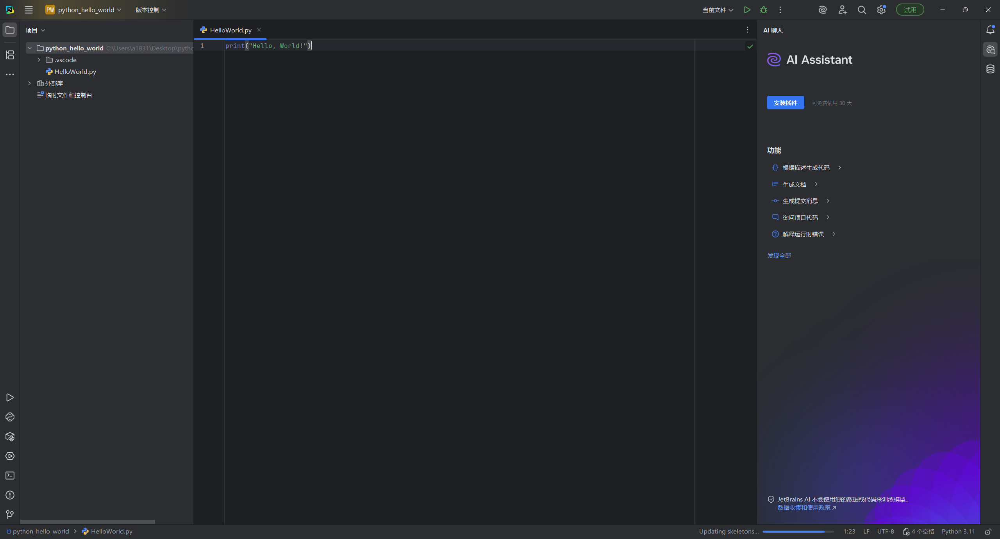 PC
PW python_hello_world
版本控制
当前文件
试用
项目
HelloWorld.py
AI 聊天
python_hello_world C:\Users\a1831\Desktop\pytho
.vscode
HelloWorld.py
外部库
临时文件和控制台
1 print("Hello, World!")
AI Assistant
安装插件 可免费试用 30 天
功能
根据描述生成代码
生成文档
生成提交消息
询问项目代码
解释运行时错误
发现全部
JetBrains AI 不会使用您的数据或代码来训练模型。
数据收集和使用政策
python_hello_world HelloWorld.py
Updating skeletons... 1:23 LF UTF-8 4 个空格 Python 3.11